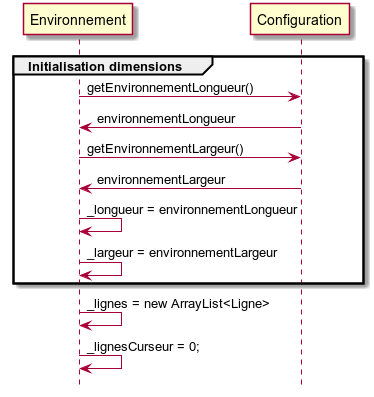 Environnement
Configuration
Initialisation dimensions
getEnvironnementLongueur()
environnementLongueur
getEnvironnementLargeur()
environnementLargeur
_longueur = environnementLongueur
_largeur = environnementLargeur
_lignes = new ArrayList<Ligne>
_lignesCurseur = 0;